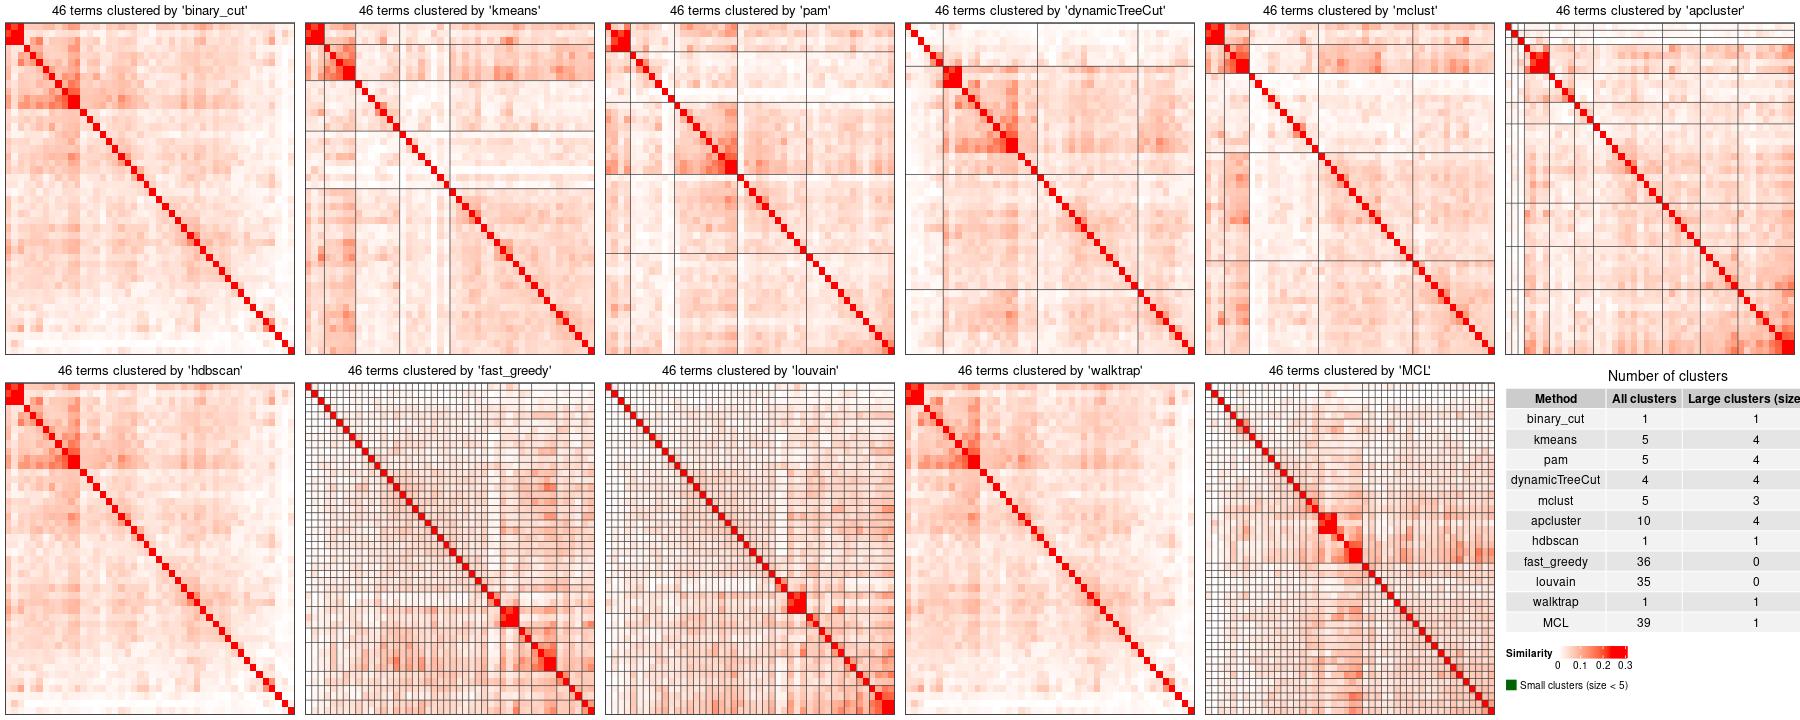 46 terms clustered by 'binary_cut'
46 terms clustered by 'kmeans'
46 terms clustered by 'pam'
46 terms clustered by 'dynamicTreeCut'
46 terms clustered by 'mclust'
46 terms clustered by 'apcluster'
46 terms clustered by 'hdbscan'
46 terms clustered by 'fast_greedy'
46 terms clustered by 'louvain'
46 terms clustered by 'walktrap'
46 terms clustered by 'MCL'
Number of clusters
Method All clusters Large clusters (size
binary_cut 1 1
kmeans 5 4
pam 5 4
dynamicTreeCut 4 4
mclust 5 3
apcluster 10 4
hdbscan 1 1
fast_greedy 36 0
louvain 35 0
walktrap 1 1
MCL 39 1
Similarity
0 0.1 0.2 0.3
Small clusters (size < 5)